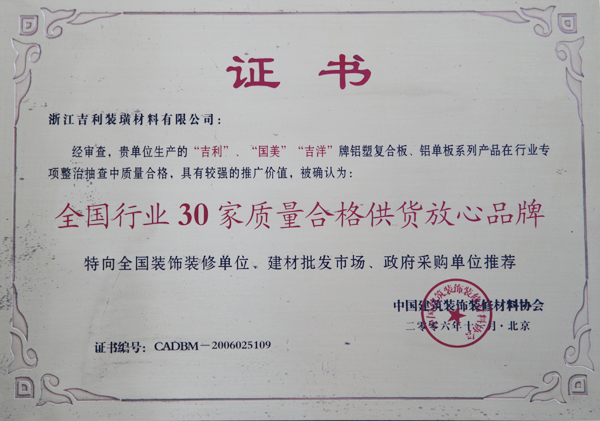 证书
浙江吉利装璜材料有限公司：
经审查，贵单位生产的“吉利”、“国美”“吉洋”牌铝塑复合板、铝单板系列产品在行业专
项整治抽查中质量合格，具有较强的推广价值，被确认为：
全国行业30家质量合格供货放心品牌
特向全国装饰装修单位、建材批发市场、政府采购单位推荐
中国建筑装饰装修材料协会
二零零六年十 月·北京
证书编号：CADBM－2006025109